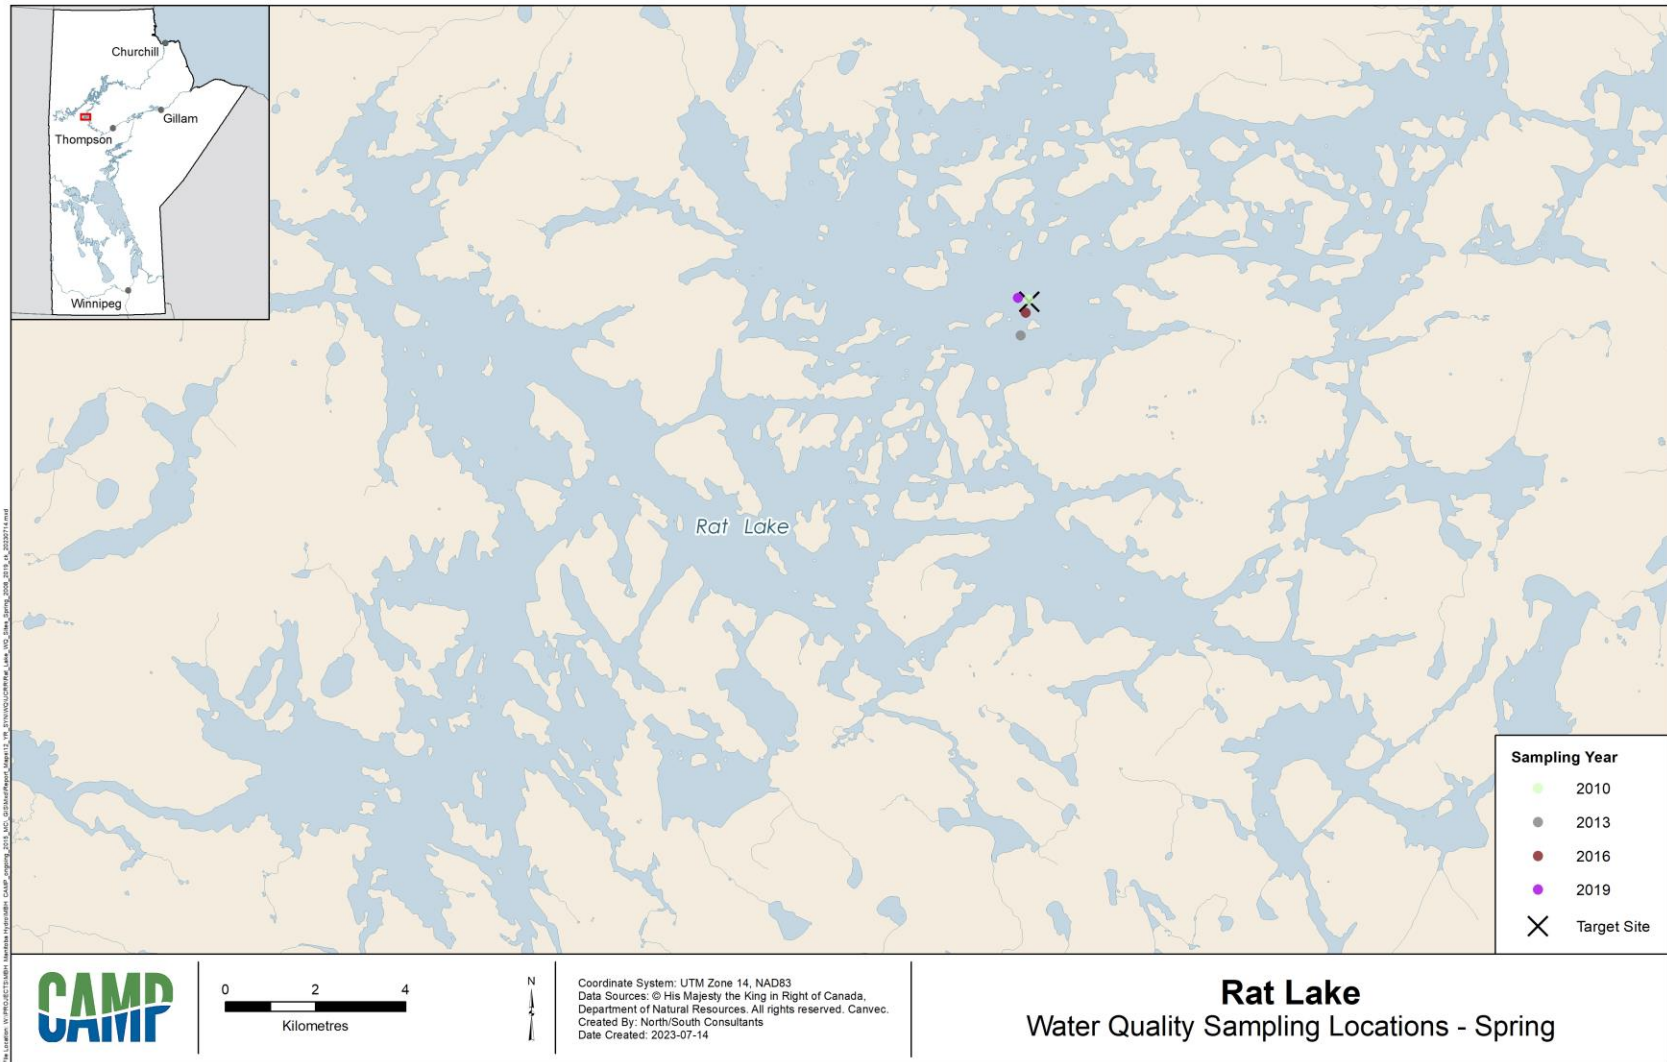 Churchill
Gillam
Thompson
Winnipeg
Rat Lake
Sampling Year
2010
2013
2016
2019
Target Site
CAMP
0 2 4
Kilometres
N
Coordinate System: UTM Zone 14, NAD83
Data Sources: © His Majesty the King in Right of Canada,
Department of Natural Resources. All rights reserved. Canvec.
Created By: North/South Consultants
Date Created: 2023-07-14
Rat Lake
Water Quality Sampling Locations - Spring